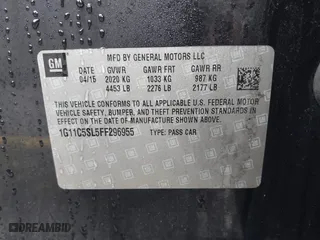 GM
MFD BY GENERAL MOTORS LLC
DATE GVWR GAWR FRT GAWR RR
04/15 2020 KG 1033 KG 987 KG
4453 LB 2276 LB 2177 LB
THIS VEHICLE CONFORMS TO ALL APPLICABLE U.S. FEDERAL MOTOR
VEHICLE SAFETY, BUMPER, AND THEFT PREVENTION STANDARDS IN
EFFECT ON THE DATE OF MANUFACTURE SHOWN ABOVE.
1G11C5SL5FF296955 TYPE: PASS CAR
© DREAMBID